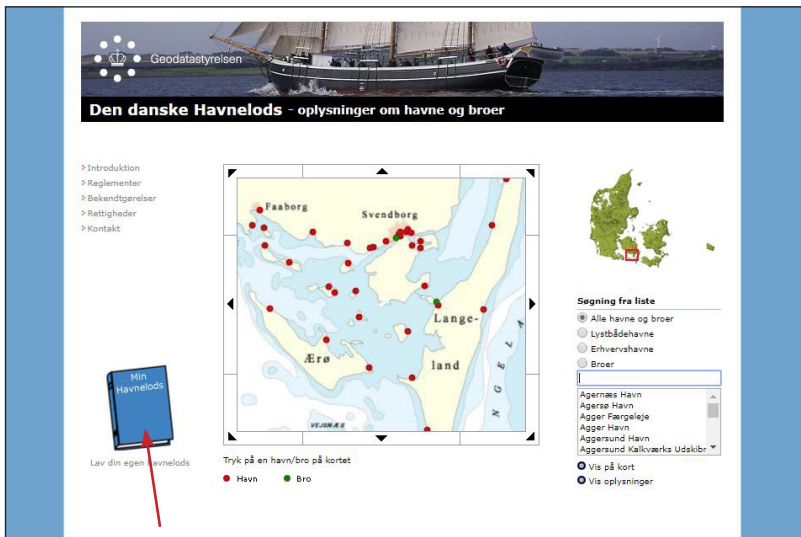 Geodatastyrelsen
Den danske Havnelods - oplysninger om havne og broer
Introduktion
Reglementer
Bekendtgørelser
Rettigheder
Kontakt
Faaborg
Svendborg
Lange-
land
Ærø
VEJSNÆS
NGELA
Min
Havnelods
Lav din egen havnelods
Tryk på en havn/bro på kortet
Havn
Bro
Søgning fra liste
Alle havne og broer
Lystbådehavne
Erhvervshavne
Broer
Agernæs Havn
Agersø Havn
Agger Færgeleje
Agger Havn
Aggersund Havn
Aggersund Kalkværks Udskibr
Vis på kort
Vis oplysninger